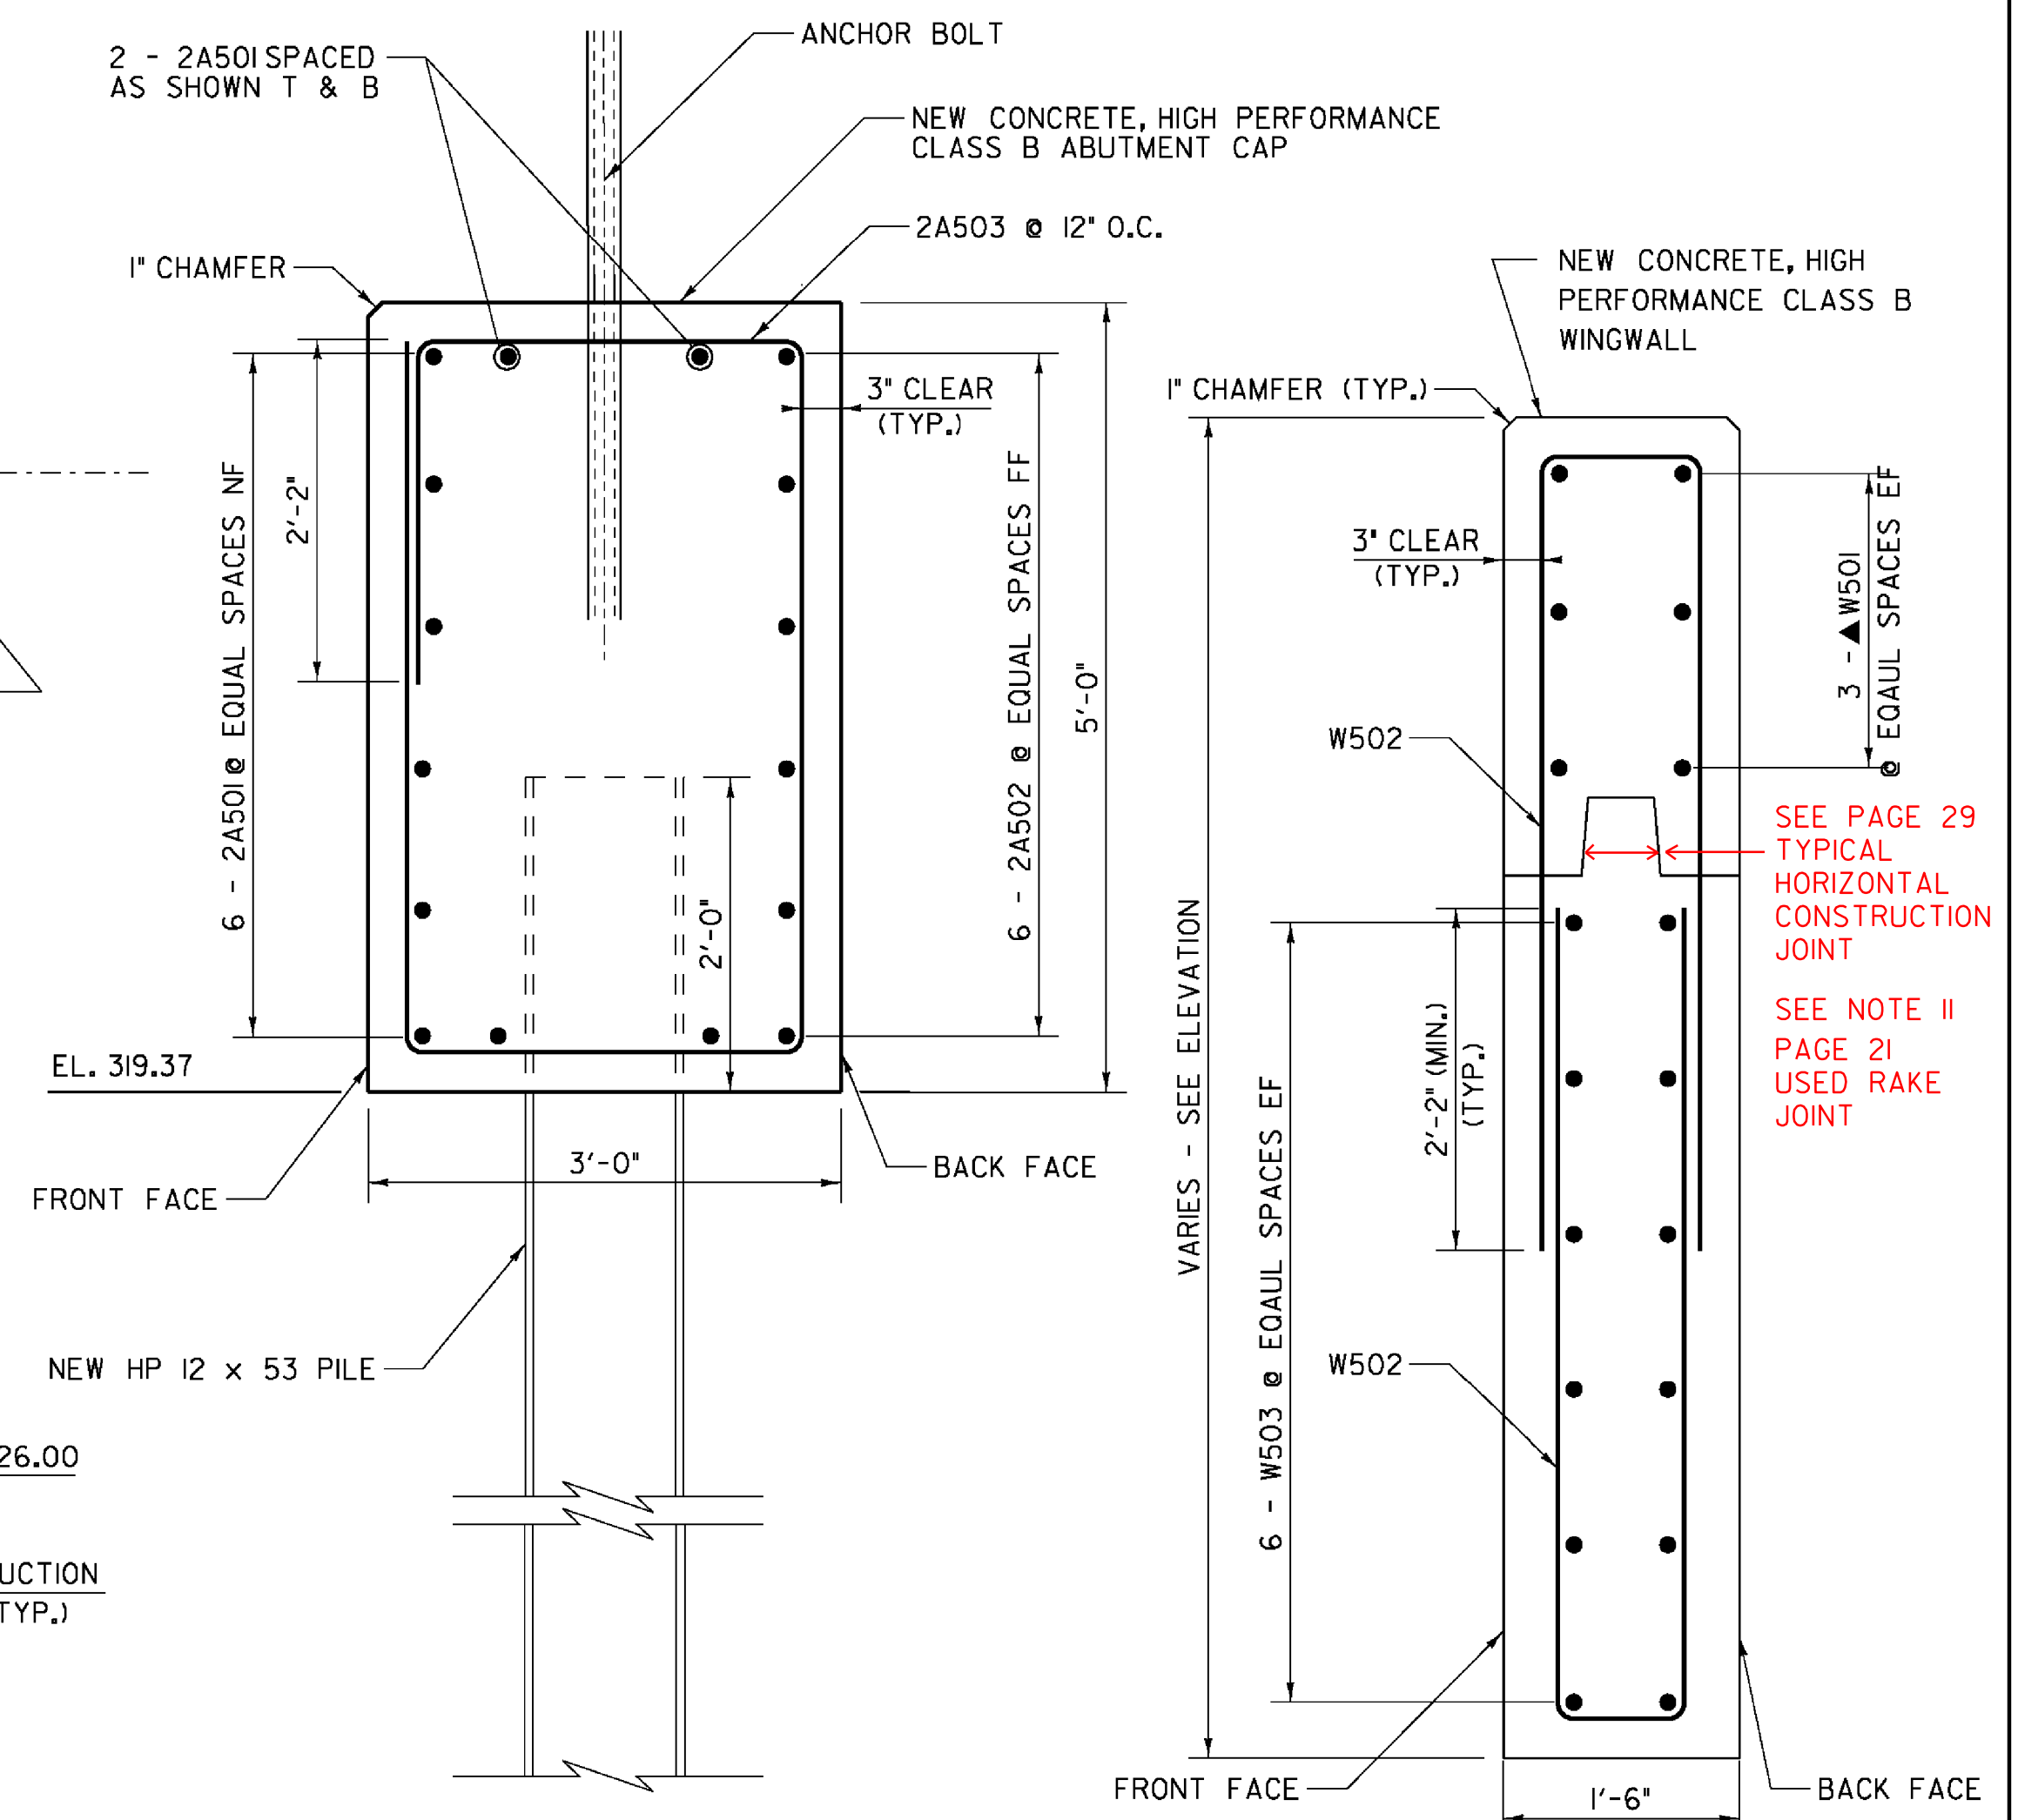 2 - 2A501 SPACED
AS SHOWN T & B
ANCHOR BOLT
NEW CONCRETE, HIGH PERFORMANCE
CLASS B ABUTMENT CAP
2A503 @ 12" O.C.
1" CHAMFER
3" CLEAR
(TYP.)
2'-2"
6 - 2A501 @ EQUAL SPACES NF
6 - 2A502 @ EQUAL SPACES FF
5'-0"
2'-0"
EL. 319.37
3'-0"
FRONT FACE
BACK FACE
NEW HP 12 x 53 PILE
26.00
UCTION
TYP.)
NEW CONCRETE, HIGH
PERFORMANCE CLASS B
WINGWALL
1" CHAMFER (TYP.)
3" CLEAR
(TYP.)
3 - ▲W501
@ EQAUL SPACES EF
W502
SEE PAGE 29
TYPICAL
HORIZONTAL
CONSTRUCTION
JOINT
SEE NOTE 11
PAGE 21
USED RAKE
JOINT
VARIES - SEE ELEVATION
2'-2" (MIN.)
(TYP.)
6 - W503 @ EQAUL SPACES EF
W502
FRONT FACE
BACK FACE
1'-6"